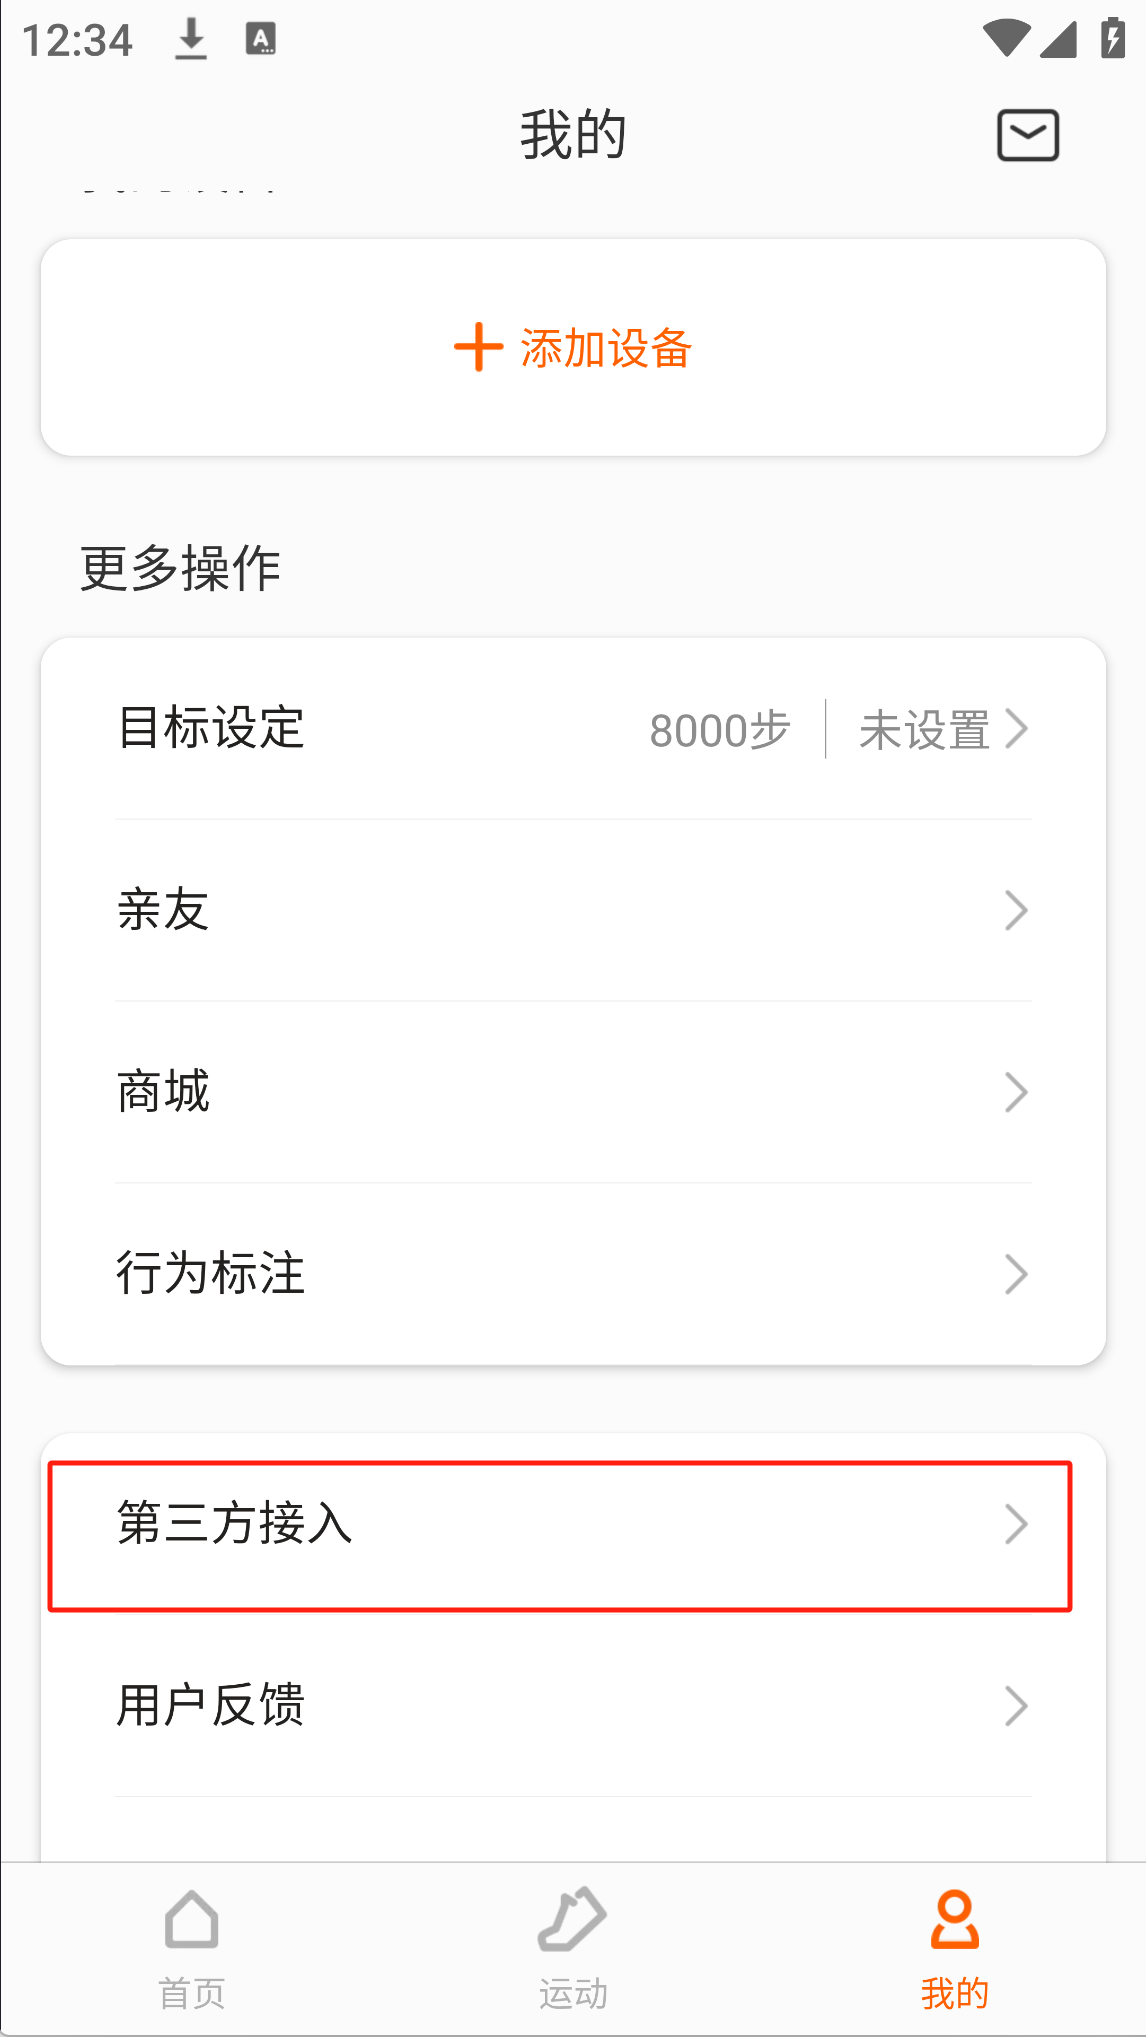 12:34
我的
添加设备
更多操作
目标设定 8000步 未设置
亲友
商城
行为标注
第三方接入
用户反馈
首页 运动 我的